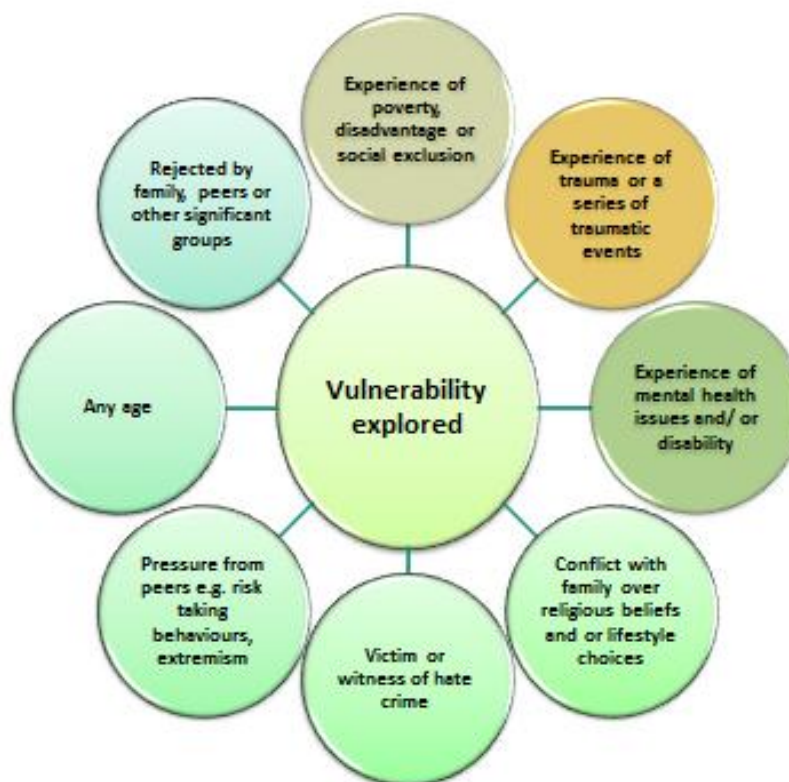 Experience of
poverty,
disadvantage or
social exclusion
Experience of
trauma or a
series of
traumatic
events
Experience of
mental health
issues and/ or
disability
Conflict with
family over
religious beliefs
and or lifestyle
choices
Victim or
witness of hate
crime
Pressure from
peers e.g. risk
taking
behaviours,
extremism
Any age
Rejected by
family, peers or
other significant
groups
Vulnerability
explored